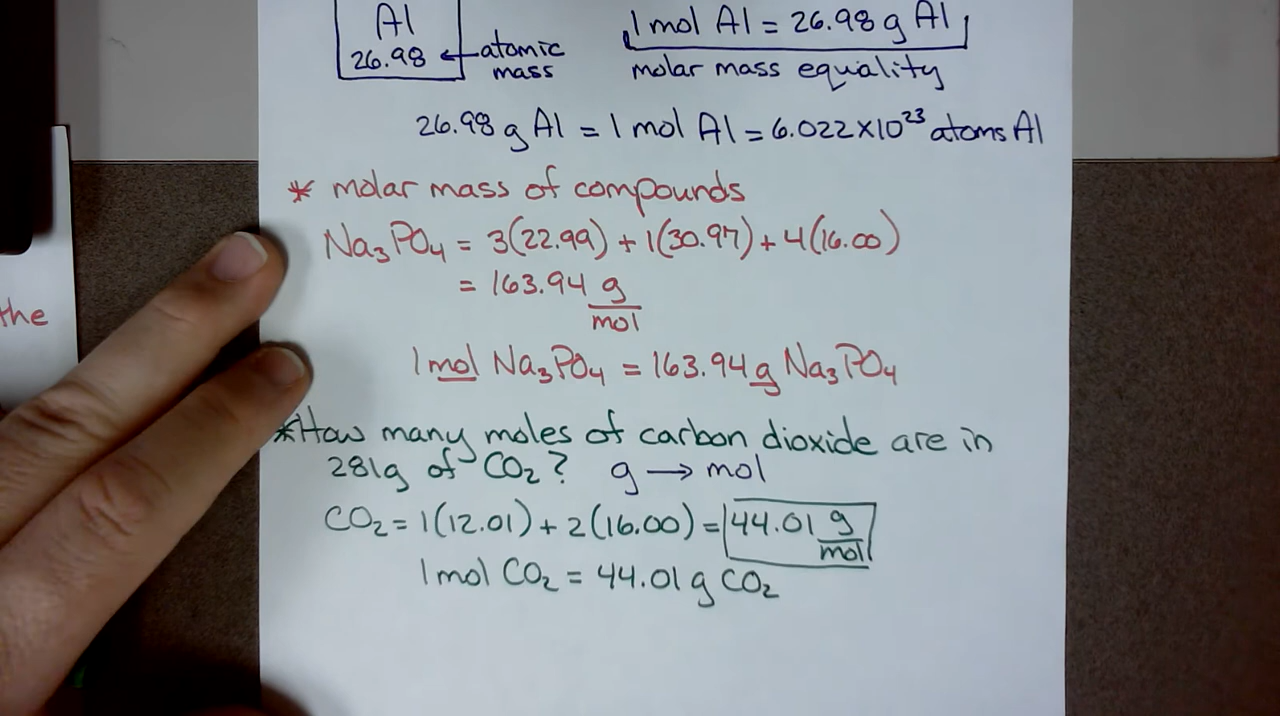 Al
26.98 ← atomic mass
1 mol Al = 26.98 g Al
molar mass equality
26.98 g Al = 1 mol Al = 6.022×10²³ atoms Al
* molar mass of compounds
Na₃PO₄ = 3(22.99) + 1(30.97) + 4(16.00)
= 163.94 g/mol
1 mol Na₃PO₄ = 163.94 g Na₃PO₄
the
*How many moles of carbon dioxide are in
281g of CO₂? g → mol
CO₂ = 1(12.01) + 2(16.00) = 44.01 g/mol
1 mol CO₂ = 44.01 g CO₂